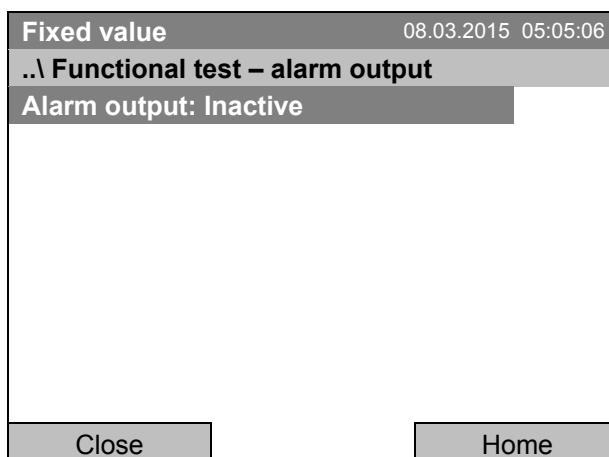 Fixed value 08.03.2015 05:05:06
..\ Functional test – alarm output
Alarm output: Inactive
Close Home